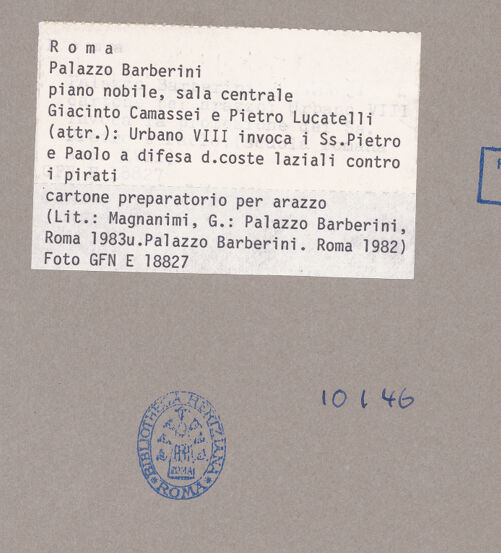 Roma
Palazzo Barberini
piano nobile, sala centrale
Giacinto Camassei e Pietro Lucatelli
(attr.): Urbano VIII invoca i Ss.Pietro
e Paolo a difesa d.coste laziali contro
i pirati
cartone preparatorio per arazzo
(Lit.: Magnanimi, G.: Palazzo Barberini,
Roma 1983u.Palazzo Barberini. Roma 1982)
Foto GFN E 18827
10146
BIBLIOTHECA HERTZIANA
ROMA